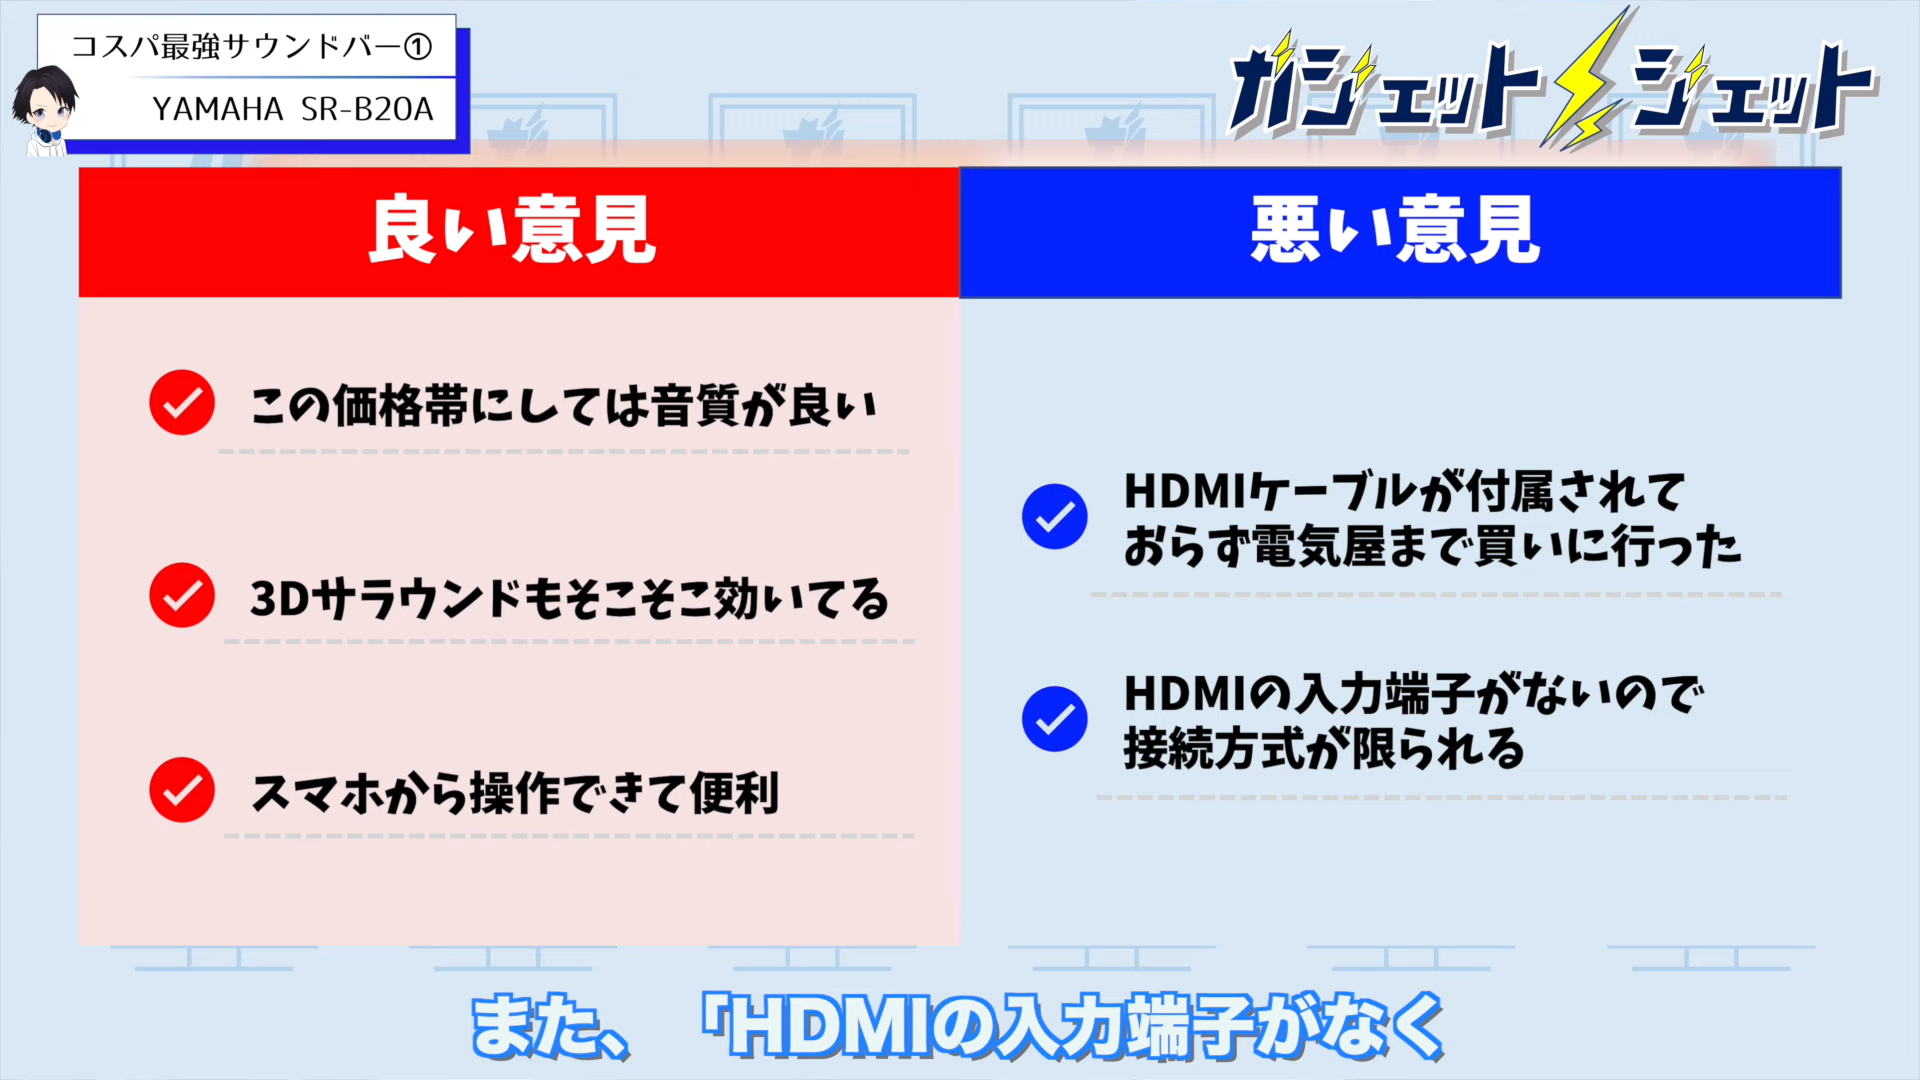 コスパ最強サウンドバー①
YAMAHA SR-B20A
ガジェットジェット
良い意見
悪い意見
この価格帯にしては音質が良い
3Dサラウンドもそこそこ効いてる
スマホから操作できて便利
HDMIケーブルが付属されて
おらず電気屋まで買いに行った
HDMIの入力端子がないので
接続方式が限られる
また、「HDMIの入力端子がなく